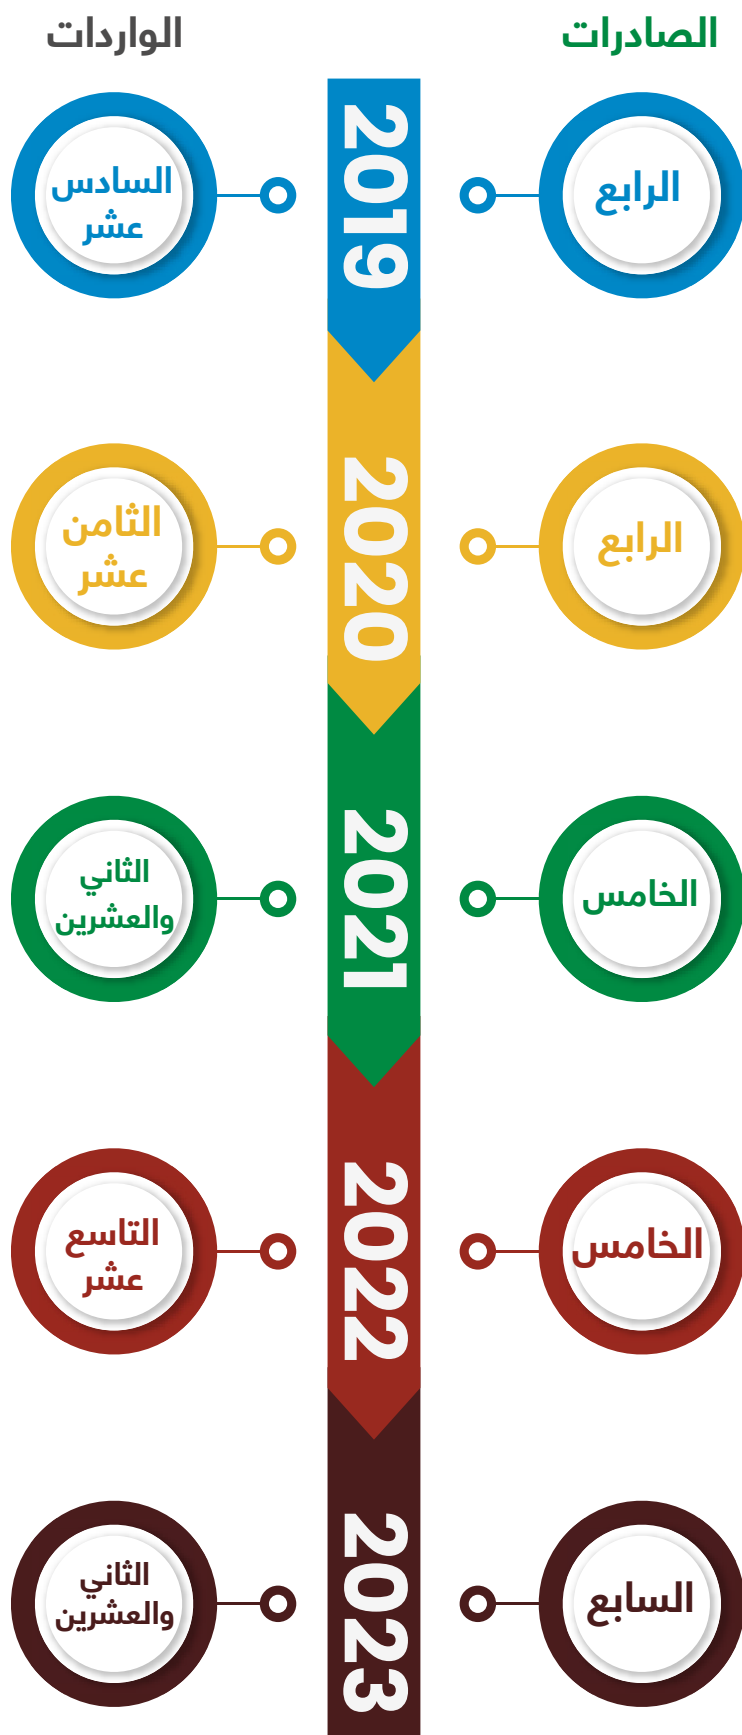 الصادرات
الواردات
الرابع
2019
السادس
عشر
الرابع
2020
الثامن
عشر
الخامس
2021
الثاني
والعشرين
الخامس
2022
التاسع
عشر
السابع
2023
الثاني
والعشرين